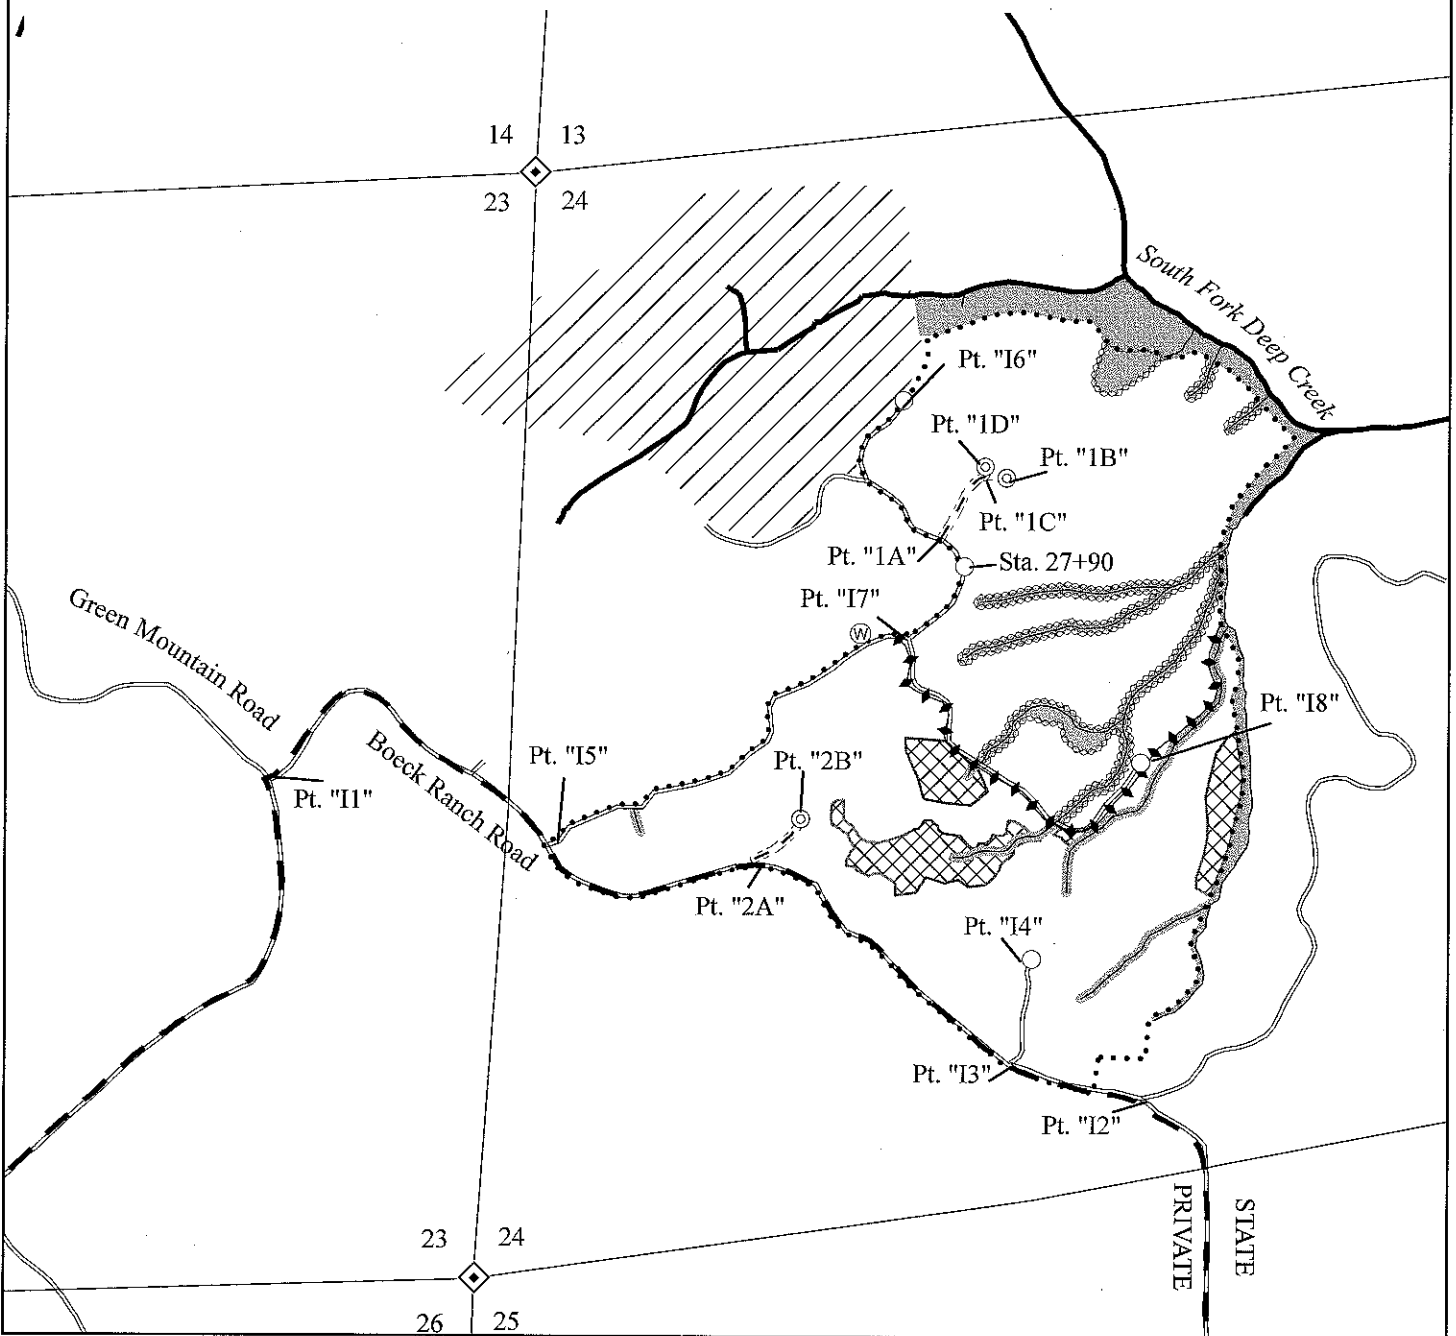 14 13
23 24
South Fork Deep Creek
Pt. "I6"
Pt. "1D"
Pt. "1B"
Pt. "1C"
Pt. "1A"
Sta. 27+90
Pt. "I7"
W
Green Mountain Road
Pt. "I8"
Boeck Ranch Road
Pt. "I5"
Pt. "2B"
Pt. "I1"
Pt. "2A"
Pt. "I4"
Pt. "I3"
Pt. "I2"
PRIVATE
STATE
23 24
26 25